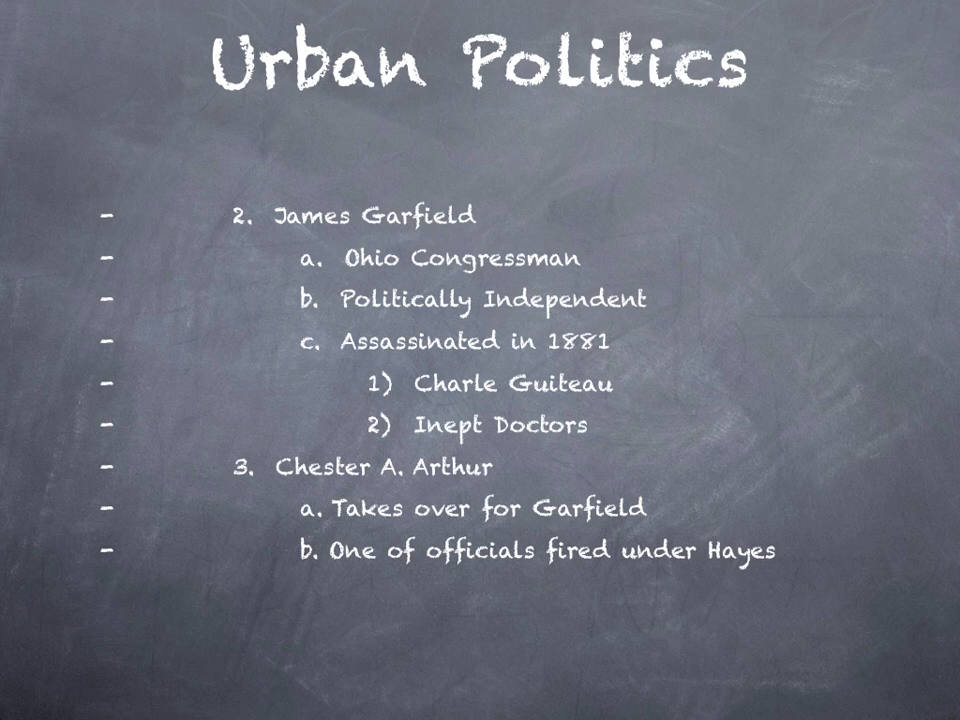 Urban Politics
- 2. James Garfield
- a. Ohio Congressman
- b. Politically Independent
- c. Assassinated in 1881
- 1) Charle Guiteau
- 2) Inept Doctors
- 3. Chester A. Arthur
- a. Takes over for Garfield
- b. One of officials fired under Hayes